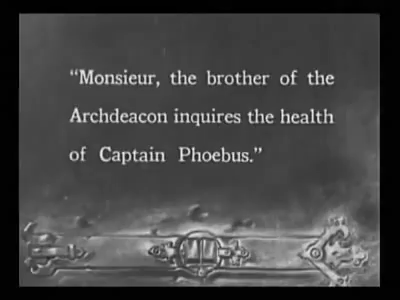 “Monsieur, the brother of the
Archdeacon inquires the health
of Captain Phoebus.”